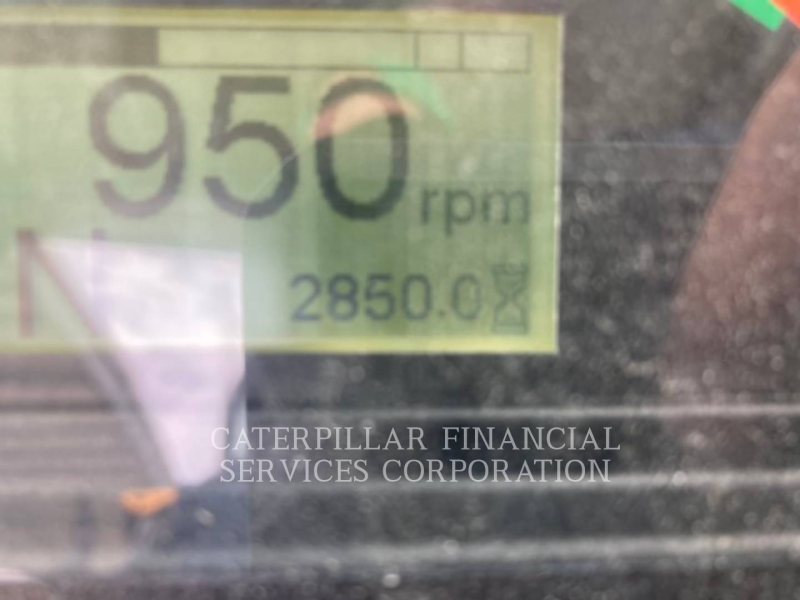 950 rpm
N 2850.0
CATERPILLAR FINANCIAL
SERVICES CORPORATION